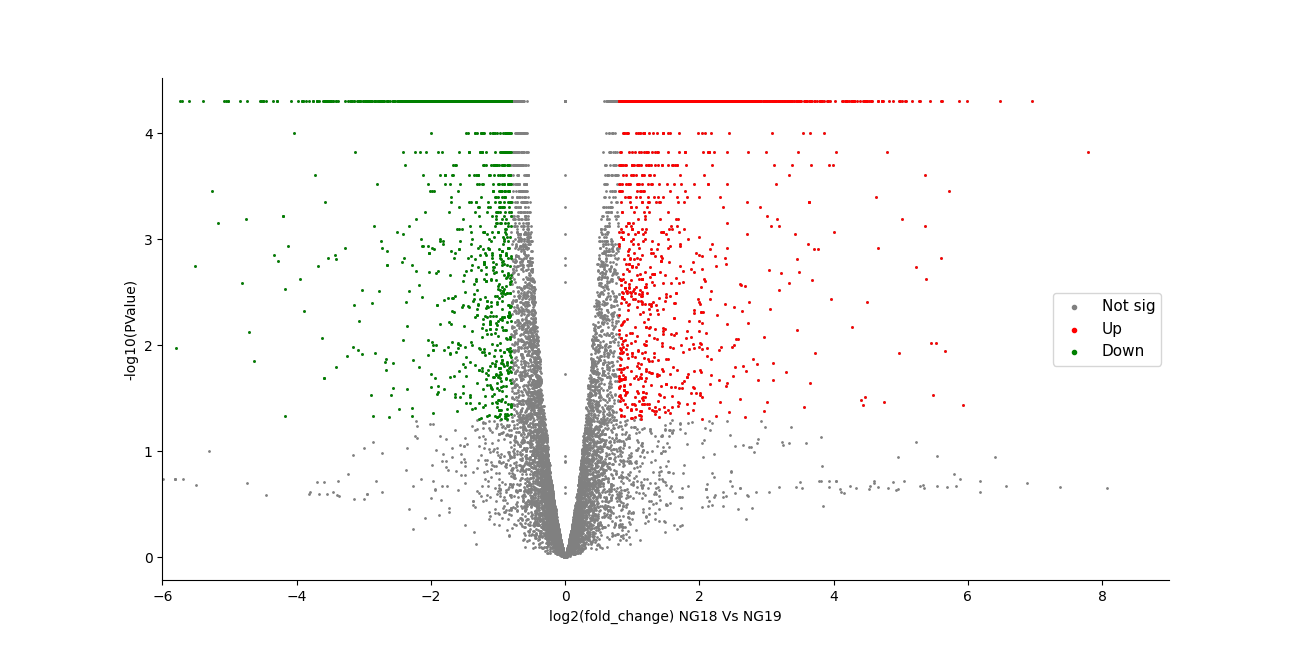 4
3
2
1
0
-log10(PValue)
Not sig
Up
Down
−6
−4
−2
0
2
4
6
8
log2(fold_change) NG18 Vs NG19